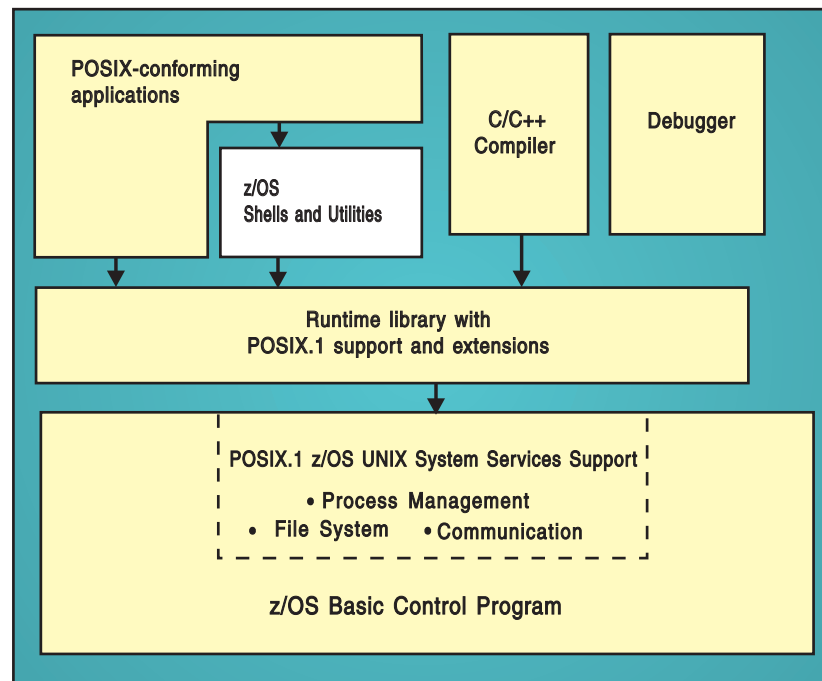 POSIX-conforming
applications
C/C++
Compiler
Debugger
z/OS
Shells and Utilities
Runtime library with
POSIX.1 support and extensions
POSIX.1 z/OS UNIX System Services Support
• Process Management
• File System • Communication
z/OS Basic Control Program